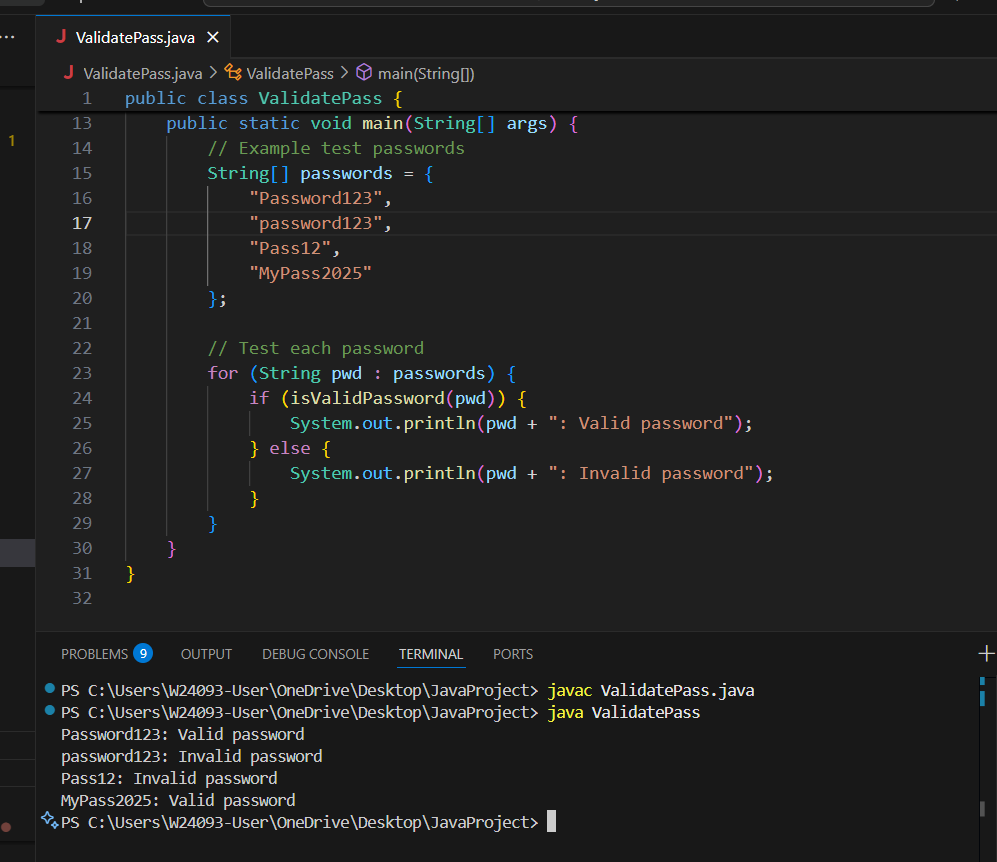 ...
J ValidatePass.java ×
J ValidatePass.java > ValidatePass > main(String[])
1 public class ValidatePass {
13     public static void main(String[] args) {
1
14         // Example test passwords
15         String[] passwords = {
16             "Password123",
17             "password123",
18             "Pass12",
19             "MyPass2025"
20         };
21
22         // Test each password
23         for (String pwd : passwords) {
24             if (isValidPassword(pwd)) {
25                 System.out.println(pwd + ": Valid password");
26             } else {
27                 System.out.println(pwd + ": Invalid password");
28             }
29         }
30     }
31 }
32
PROBLEMS 9 OUTPUT DEBUG CONSOLE TERMINAL PORTS +
PS C:\Users\W24093-User\OneDrive\Desktop\JavaProject> javac ValidatePass.java
PS C:\Users\W24093-User\OneDrive\Desktop\JavaProject> java ValidatePass
Password123: Valid password
password123: Invalid password
Pass12: Invalid password
MyPass2025: Valid password
PS C:\Users\W24093-User\OneDrive\Desktop\JavaProject>